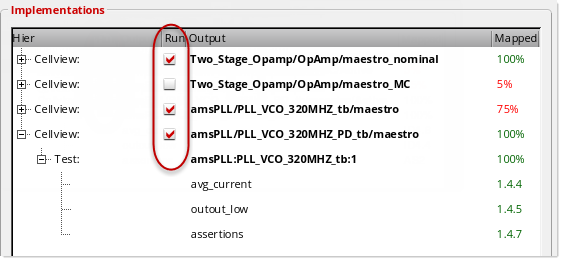 Implementations
Hier Run Output Mapped
Cellview: Two_Stage_Opamp/OpAmp/maestro_nominal 100%
Cellview: Two_Stage_Opamp/OpAmp/maestro_MC 5%
Cellview: amsPLL/PLL_VCO_320MHZ_tb/maestro 75%
Cellview: amsPLL/PLL_VCO_320MHZ_PD_tb/maestro 100%
Test: amsPLL:PLL_VCO_320MHZ_tb:1 100%
avg_current 1.4.4
outout_low 1.4.5
assertions 1.4.7